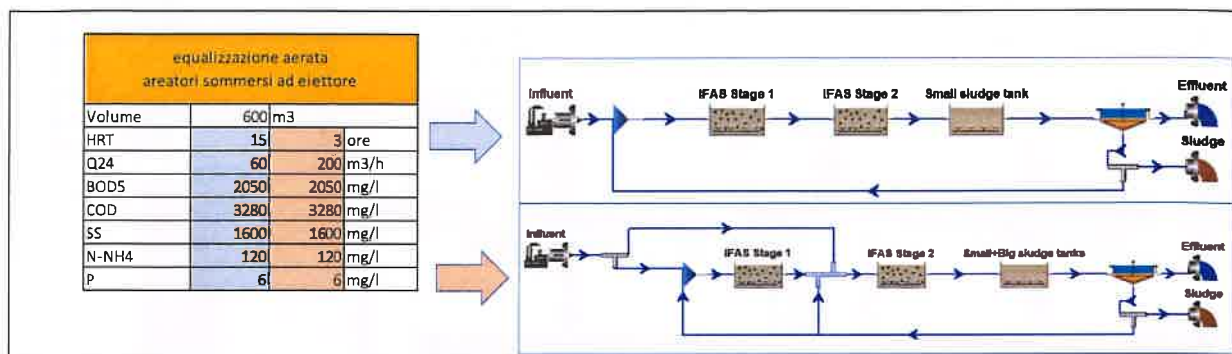 equalizzazione aerata
areatori sommersi ad eiettore
Volume 600 m3
HRT 15 3 ore
Q24 60 200 m3/h
BOD5 2050 2050 mg/l
COD 3280 3280 mg/l
SS 1600 1600 mg/l
N-NH4 120 120 mg/l
P 6 6 mg/l
Influent IFAS Stage 1 IFAS Stage 2 Small sludge tank Effluent
Sludge
Influent IFAS Stage 1 IFAS Stage 2 Small+Big sludge tanks Effluent
Sludge